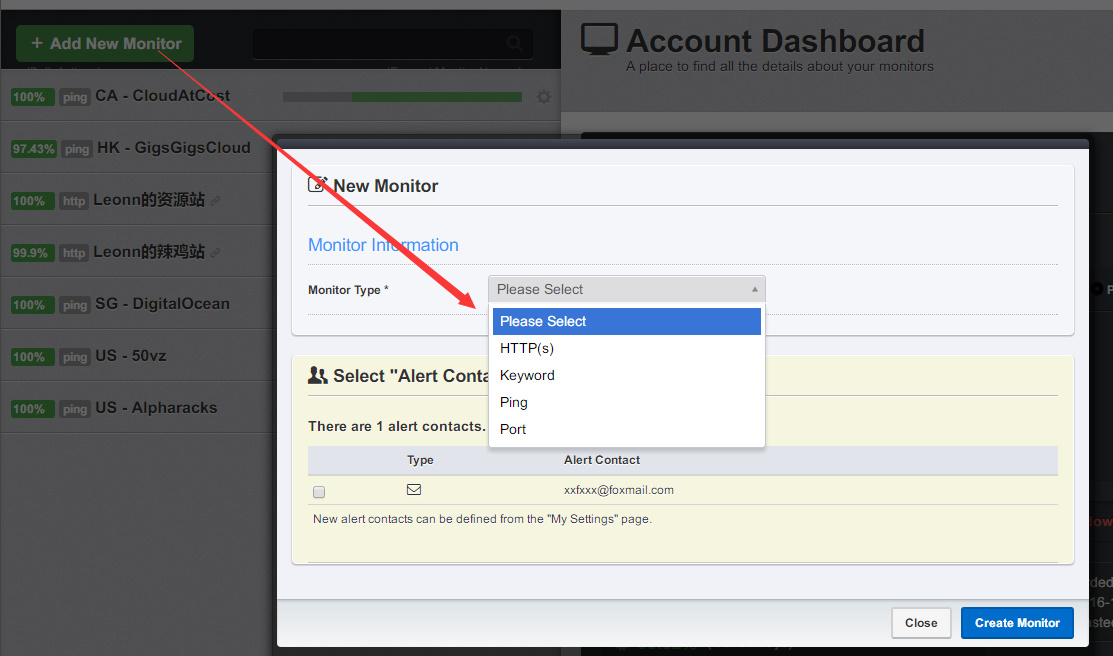 + Add New Monitor
Account Dashboard
A place to find all the details about your monitors
100% ping CA - CloudAtCost
97.43% ping HK - GigsGigsCloud
100% http Leonn的资源站
99.9% http Leonn的辣鸡站
100% ping SG - DigitalOcean
100% ping US - 50vz
100% ping US - Alpharacks
New Monitor
Monitor Information
Monitor Type *
Please Select
Please Select
HTTP(s)
Keyword
Ping
Port
Select "Alert Conta
There are 1 alert contacts.
Type Alert Contact
xxfxxx@foxmail.com
New alert contacts can be defined from the "My Settings" page.
Close Create Monitor